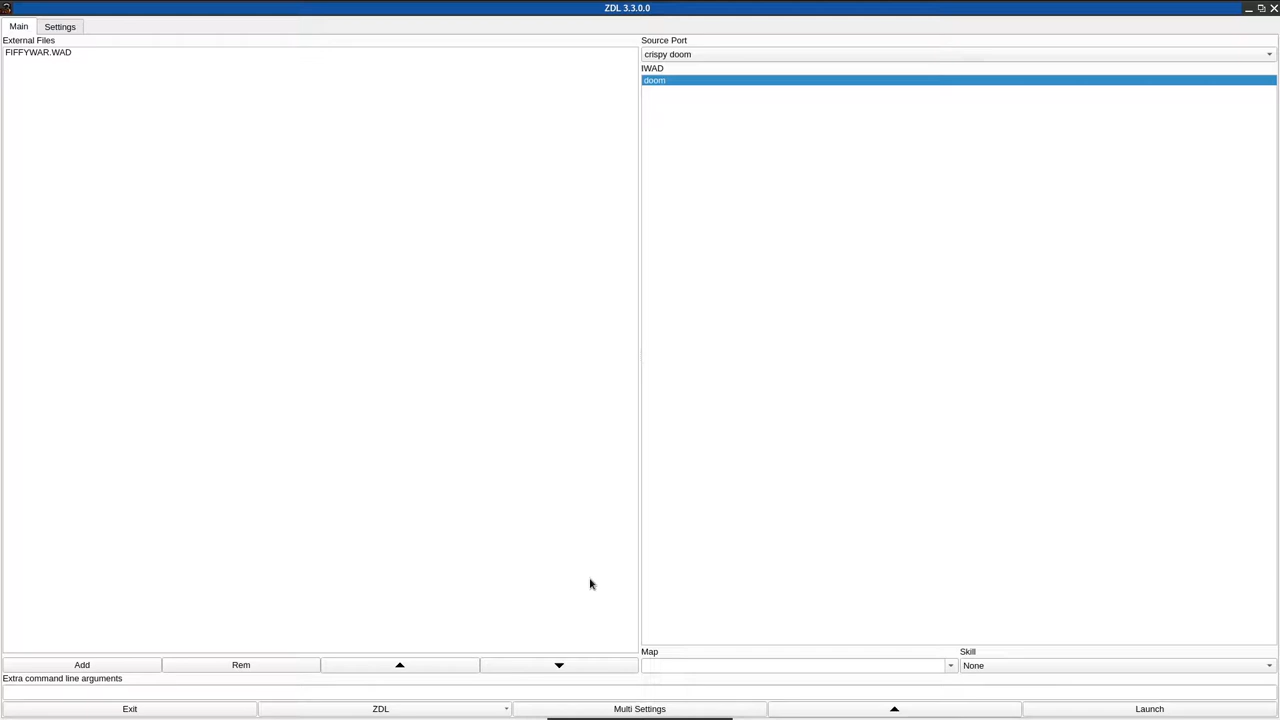 ZDL 3.3.0.0
Main
Settings
External Files
FIFFYWAR.WAD
Source Port
crispy doom
IWAD
doom
Map
Skill
None
Add
Rem
Extra command line arguments
Exit
ZDL
Multi Settings
Launch